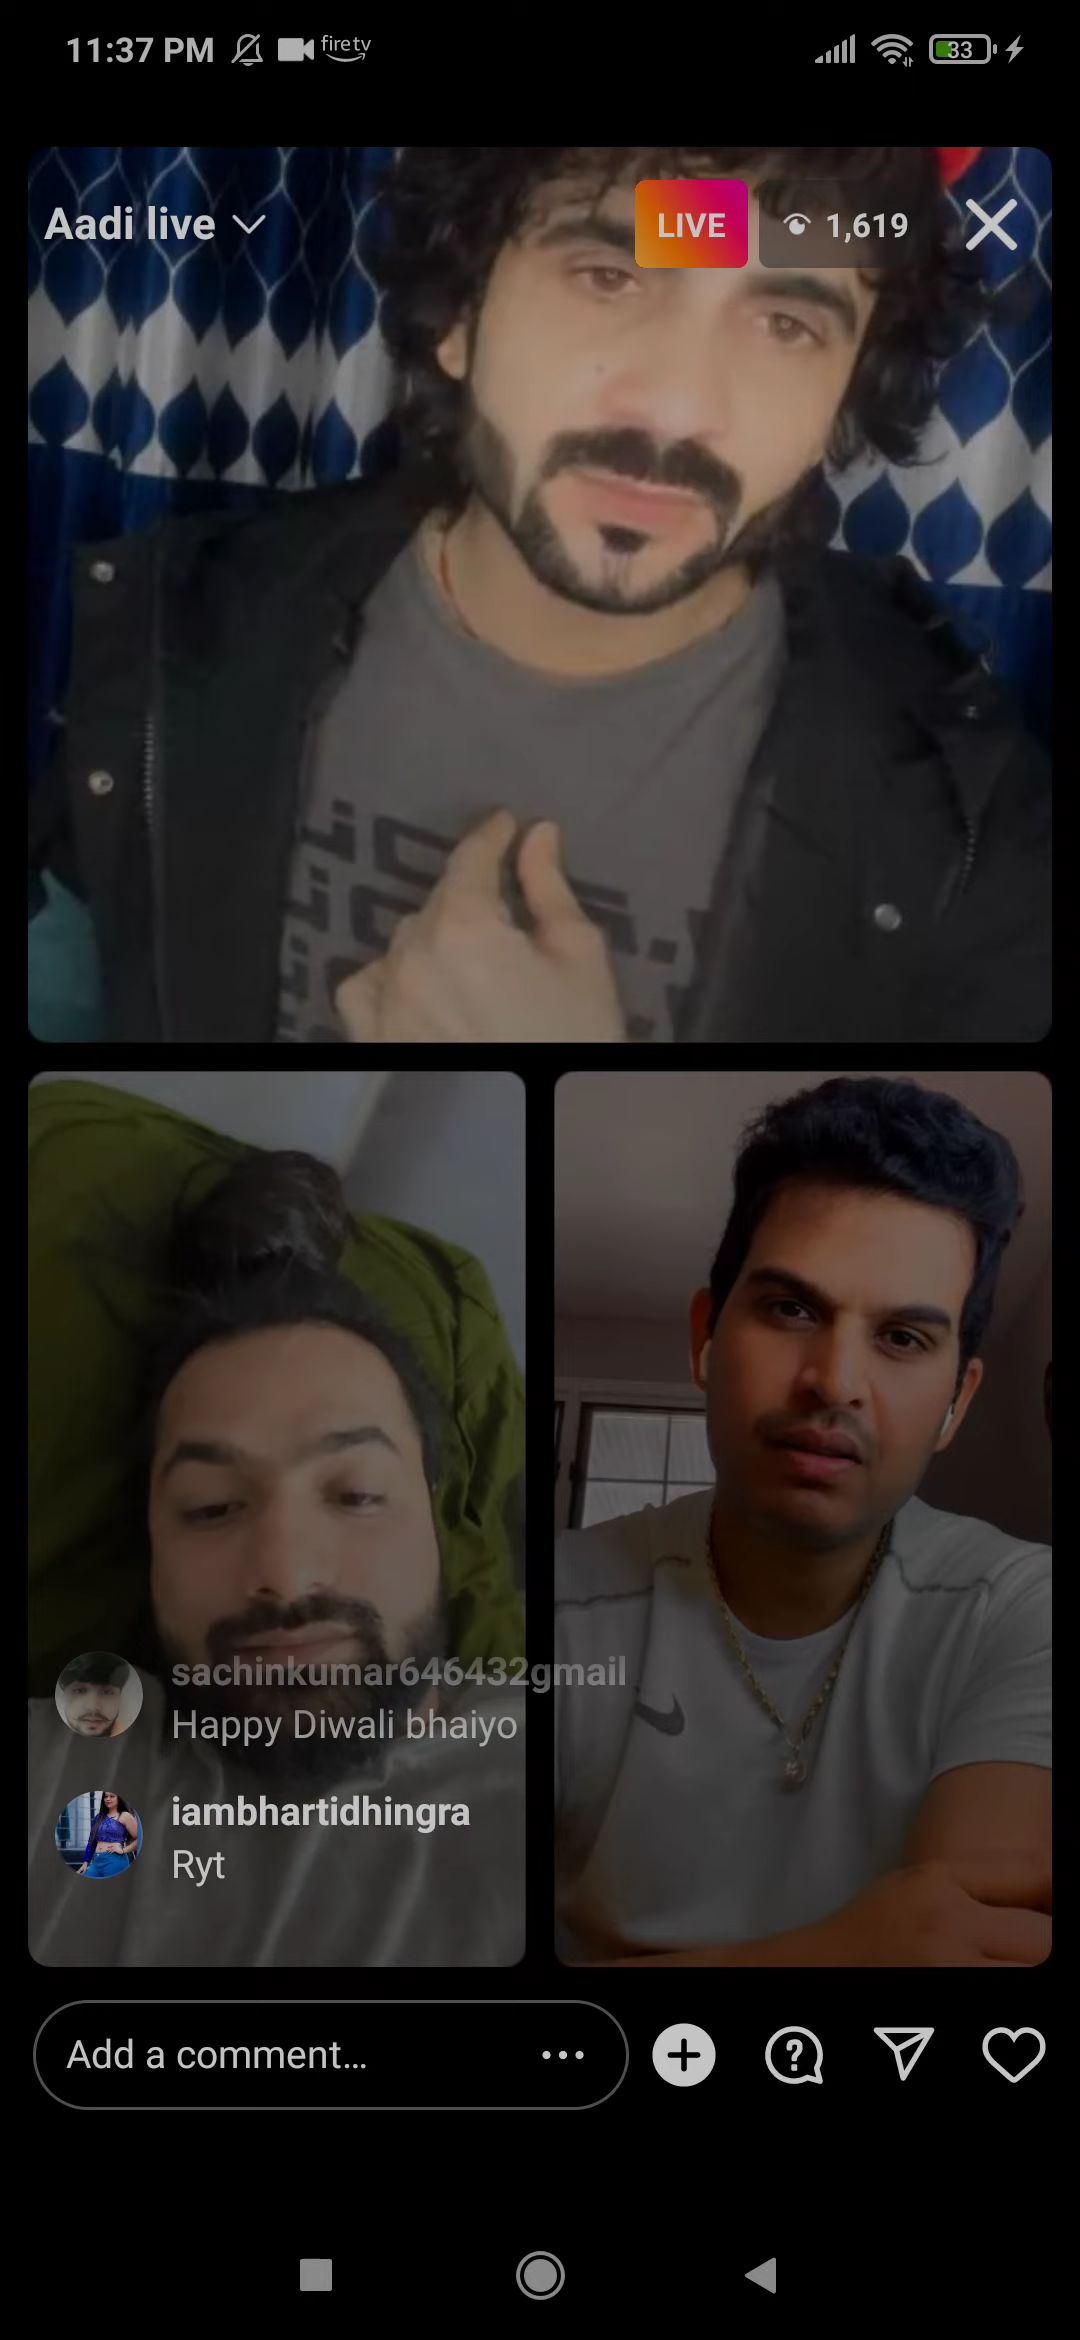 11:37 PM firetv 33
Aadi live LIVE 1,619
sachinkumar646432gmail
Happy Diwali bhaiyo
iambhartidhingra
Ryt
Add a comment...